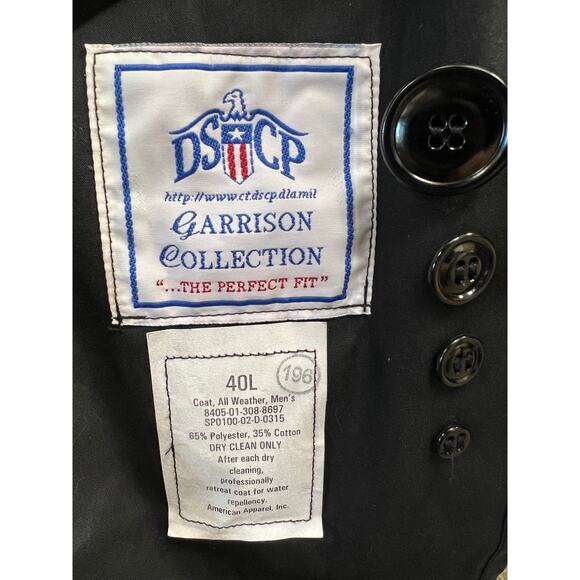 DSCP
http://www.ct.dscp.dla.mil
GARRISON
COLLECTION
"...THE PERFECT FIT"
196
40L
Coat, All Weather, Men's
8405-01-308-8697
SP0100-02-D-0315
65% Polyester, 35% Cotton
DRY CLEAN ONLY
After each dry
cleaning,
professionally
retreat coat for water
repellency.
American Apparel, Inc.